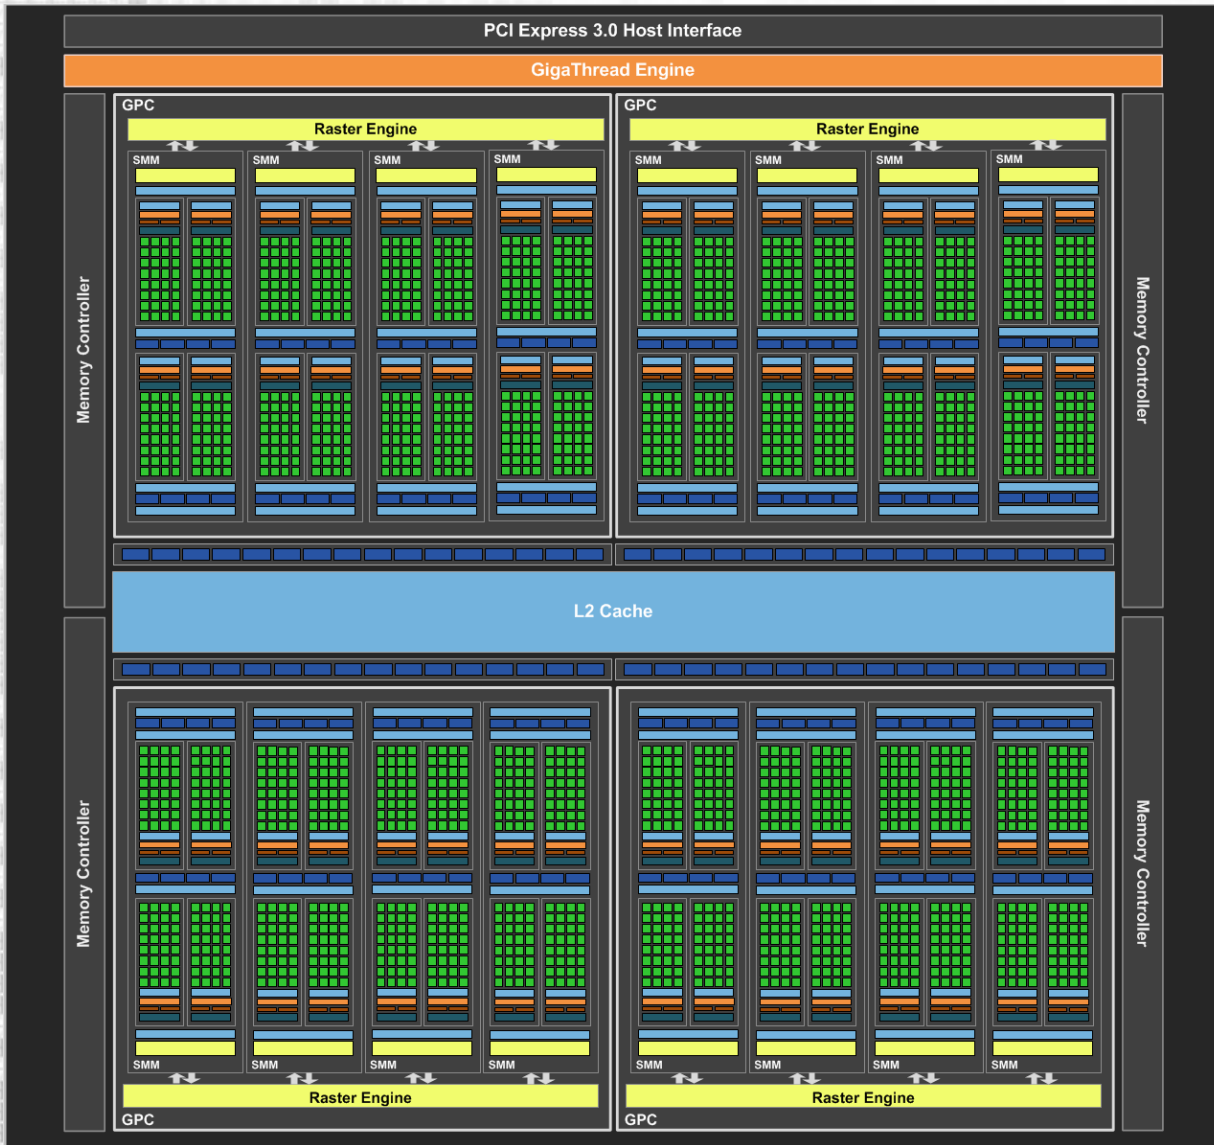 PCI Express 3.0 Host Interface
GigaThread Engine
GPC
GPC
Raster Engine
Raster Engine
SMM
SMM
SMM
SMM
SMM
SMM
SMM
SMM
Memory Controller
Memory Controller
L2 Cache
Memory Controller
Memory Controller
SMM
SMM
SMM
SMM
SMM
SMM
SMM
SMM
Raster Engine
Raster Engine
GPC
GPC